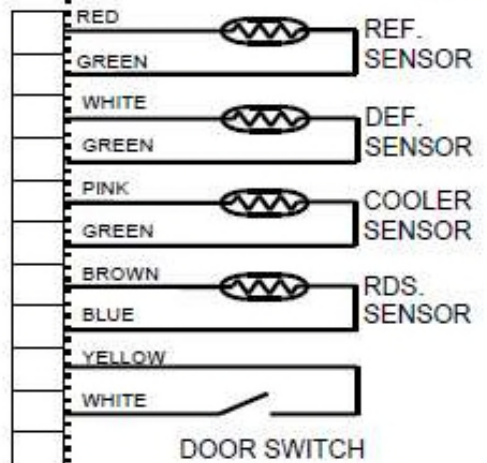 RED
REF.
GREEN
SENSOR
WHITE
DEF.
GREEN
SENSOR
PINK
COOLER
GREEN
SENSOR
BROWN
RDS.
BLUE
SENSOR
YELLOW
WHITE
DOOR SWITCH